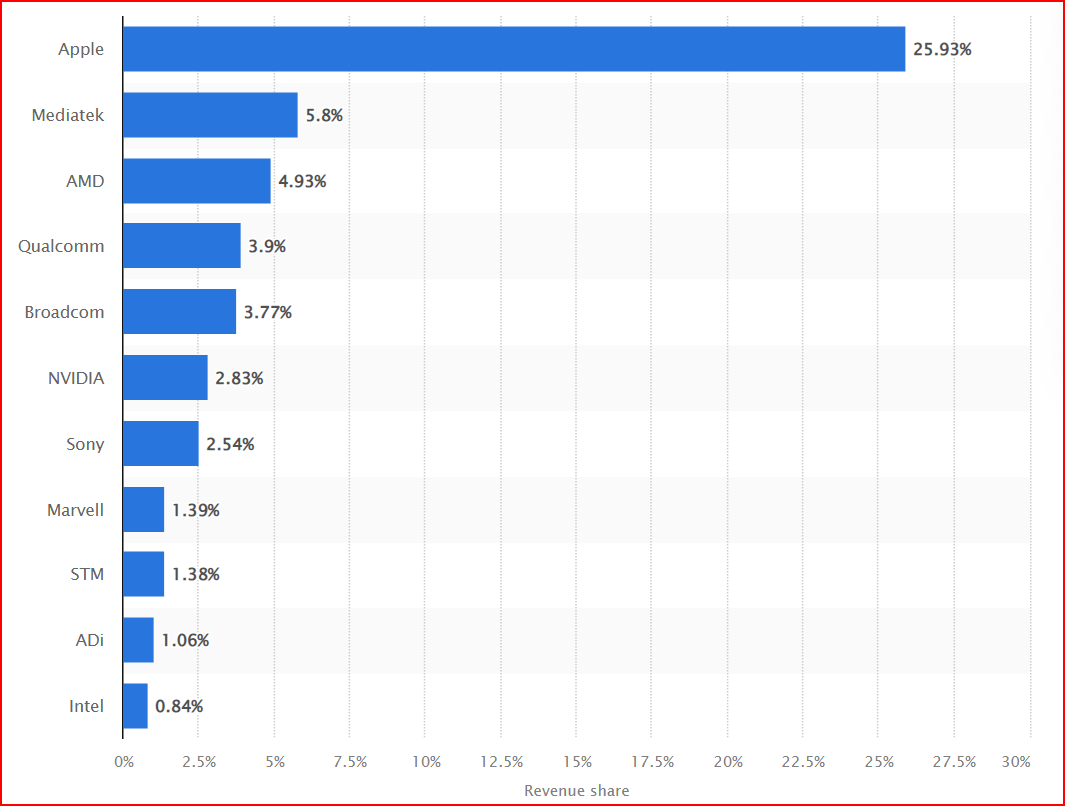 Apple 25.93%
Mediatek 5.8%
AMD 4.93%
Qualcomm 3.9%
Broadcom 3.77%
NVIDIA 2.83%
Sony 2.54%
Marvell 1.39%
STM 1.38%
ADi 1.06%
Intel 0.84%
0% 2.5% 5% 7.5% 10% 12.5% 15% 17.5% 20% 22.5% 25% 27.5% 30%
Revenue share